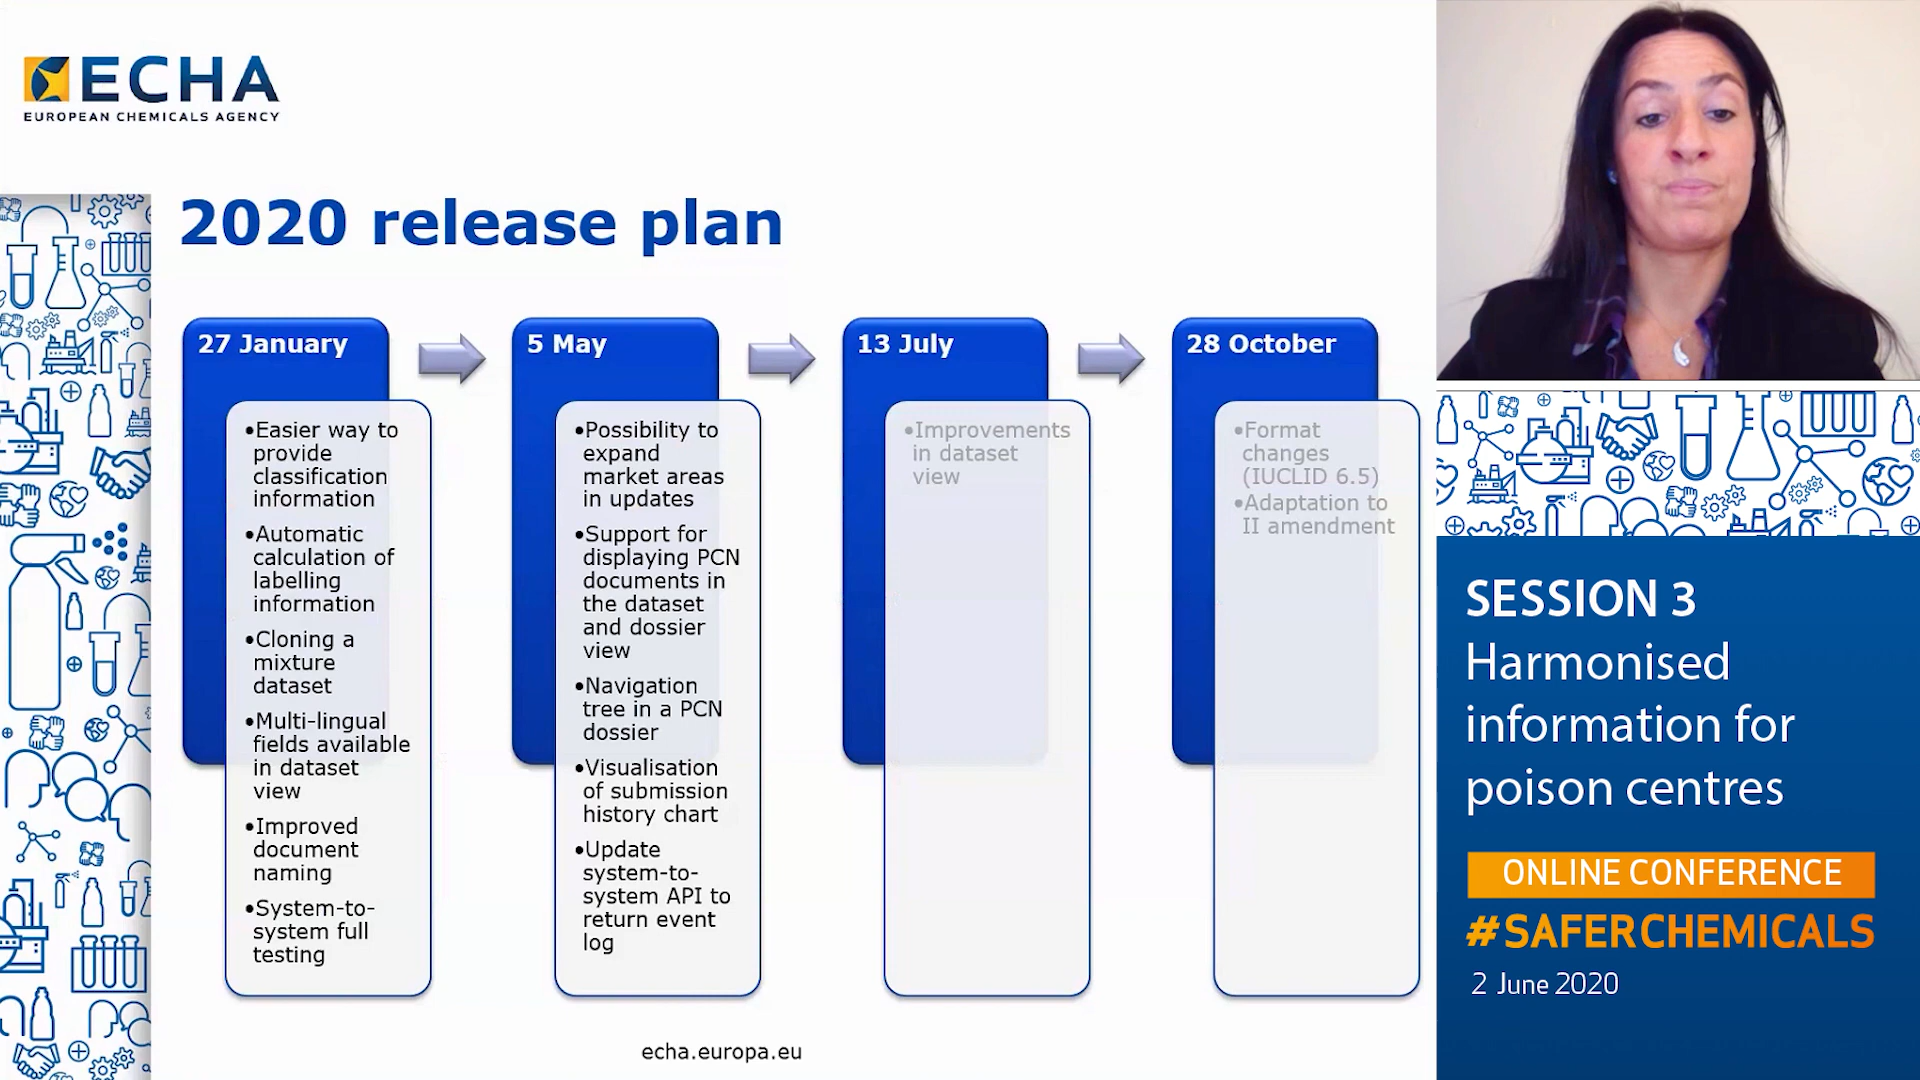 ECHA
EUROPEAN CHEMICALS AGENCY
2020 release plan
27 January
•Easier way to
provide
classification
information
•Automatic
calculation of
labelling
information
•Cloning a
mixture
dataset
•Multi-lingual
fields available
in dataset
view
•Improved
document
naming
•System-to-
system full
testing
5 May
•Possibility to
expand
market areas
in updates
•Support for
displaying PCN
documents in
the dataset
and dossier
view
•Navigation
tree in a PCN
dossier
•Visualisation
of submission
history chart
•Update
system-to-
system API to
return event
log
13 July
•Improvements
in dataset
view
28 October
•Format
changes
(IUCLID 6.5)
•Adaptation to
II amendment
echa.europa.eu
SESSION 3
Harmonised
information for
poison centres
ONLINE CONFERENCE
#SAFERCHEMICALS
2 June 2020